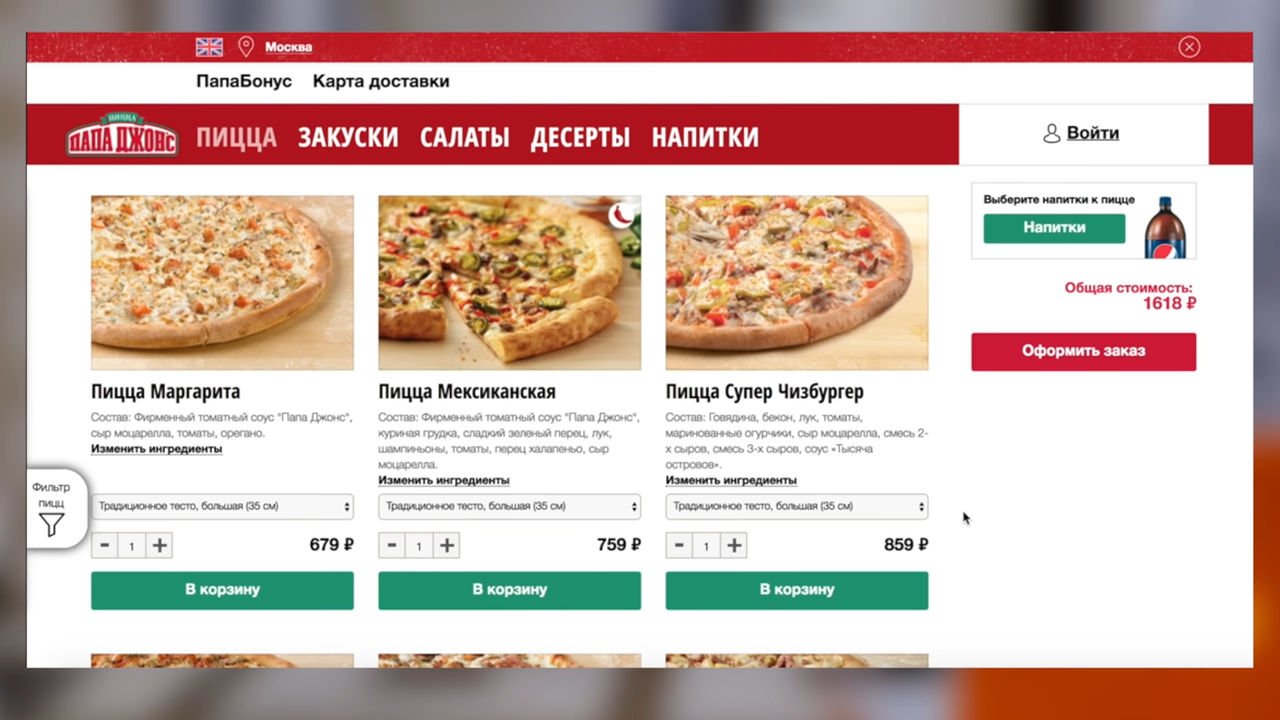 Москва
ПапаБонус Карта доставки
ПИЦЦА
ПАПА ДЖОНС
ПИЦЦА ЗАКУСКИ САЛАТЫ ДЕСЕРТЫ НАПИТКИ
Войти
Выберите напитки к пицце
Напитки
Общая стоимость:
1618 ₽
Оформить заказ
Пицца Маргарита
Состав: Фирменный томатный соус "Папа Джонс",
сыр моцарелла, томаты, орегано.
Изменить ингредиенты
Традиционное тесто, большая (35 см)
- 1 + 679 ₽
В корзину
Пицца Мексиканская
Состав: Фирменный томатный соус "Папа Джонс",
куриная грудка, сладкий зеленый перец, лук,
шампиньоны, томаты, перец халапеньо, сыр
моцарелла.
Изменить ингредиенты
Традиционное тесто, большая (35 см)
- 1 + 759 ₽
В корзину
Пицца Супер Чизбургер
Состав: Говядина, бекон, лук, томаты,
маринованные огурчики, сыр моцарелла, смесь 2-
х сыров, смесь 3-х сыров, соус «Тысяча
островов».
Изменить ингредиенты
Традиционное тесто, большая (35 см)
- 1 + 859 ₽
В корзину
Фильтр
пицц